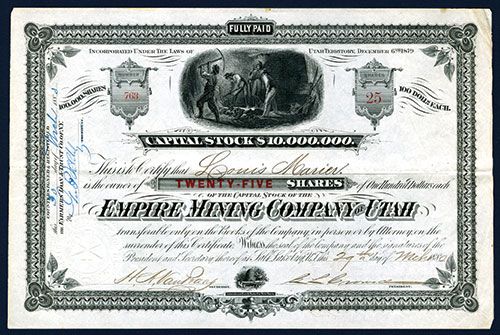 FULLY PAID
INCORPORATED UNDER THE LAWS OF
UTAH TERRITORY, DECEMBER 6TH 1879
NUMBER
763
SHARES
25
100,000 SHARES
100 DOLLS. EACH.
CAPITAL STOCK $10,000,000.
This is to Certify that Louis Marien
is the owner of TWENTY-FIVE SHARES of One Hundred Dollars each
OF THE CAPITAL STOCK OF THE
EMPIRE MINING COMPANY OF UTAH
transferable only on the Books of the Company, in person or by Attorney, on the
surrender of this Certificate. Witness the seal of the Company and the signatures of the
President and Secretary thereof at Salt Lake City, U.T. this 29th day of
SECRETARY.
PRESIDENT.